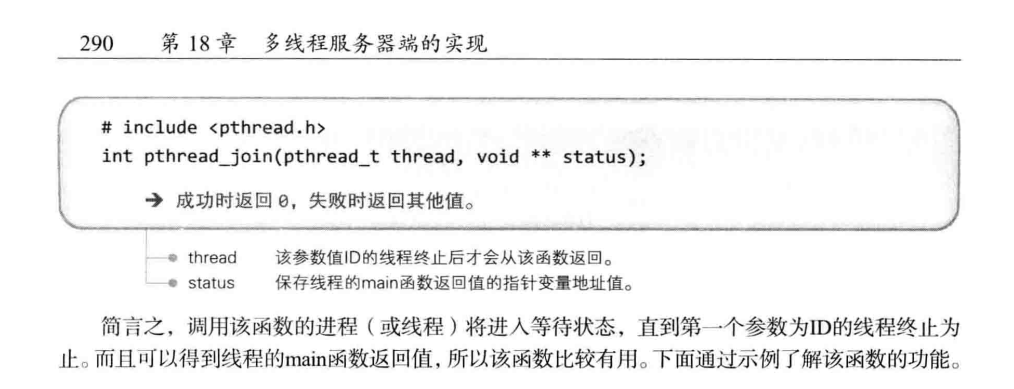 290 第 18 章 多线程服务器端的实现
# include <pthread.h>
int pthread_join(pthread_t thread, void ** status);
→ 成功时返回 0，失败时返回其他值。
thread 该参数值ID的线程终止后才会从该函数返回。
status 保存线程的main函数返回值的指针变量地址值。
简言之，调用该函数的进程（或线程）将进入等待状态，直到第一个参数为ID的线程终止为
止。而且可以得到线程的main函数返回值，所以该函数比较有用。下面通过示例了解该函数的功能。